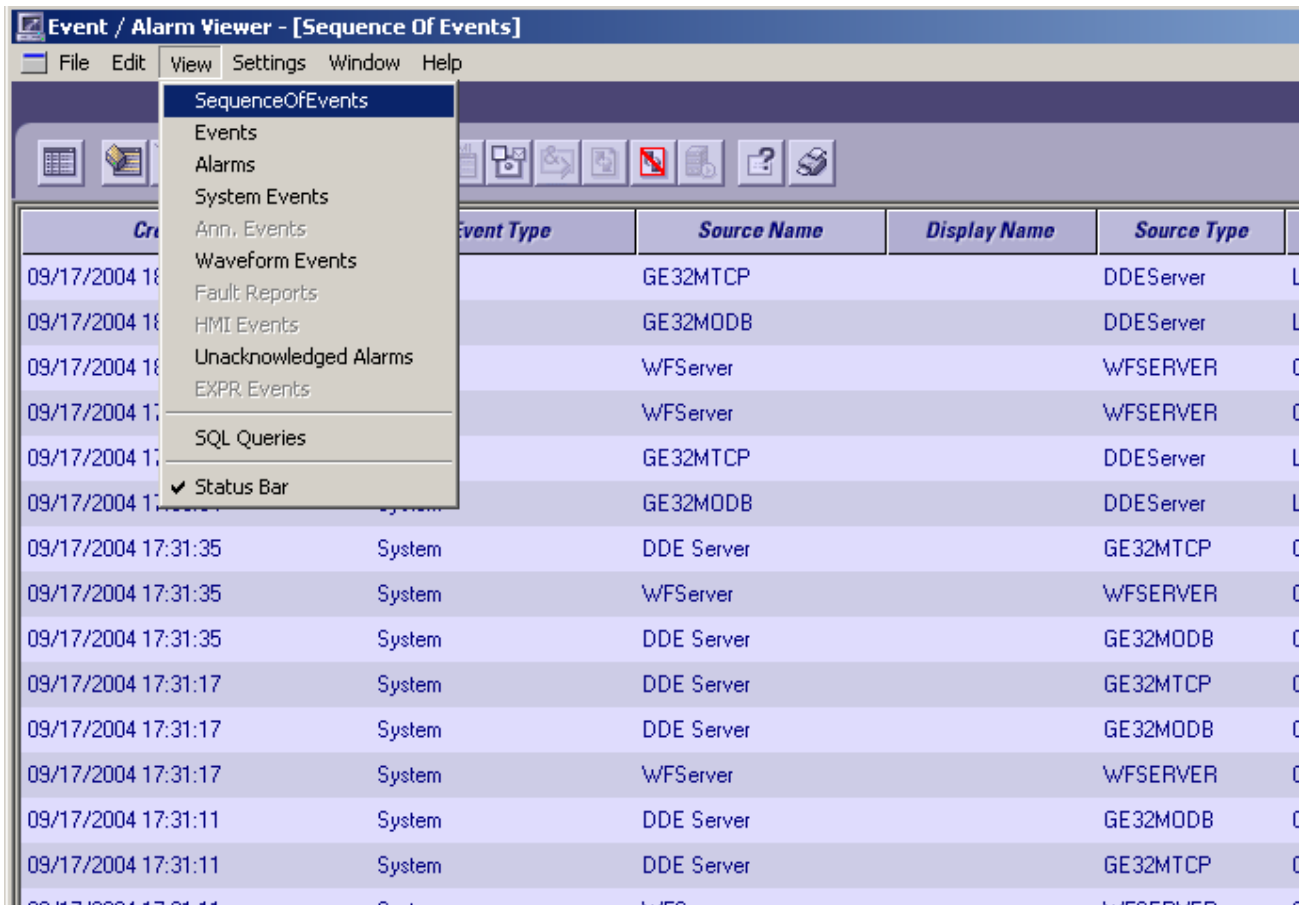 Event / Alarm Viewer - [Sequence Of Events]
File Edit View Settings Window Help
SequenceOfEvents
Events
Alarms
System Events
Ann. Events
Waveform Events
Fault Reports
HMI Events
Unacknowledged Alarms
EXPR Events
SQL Queries
Status Bar
Event Type Source Name Display Name Source Type
09/17/2004 GE32MTCP DDEServer
09/17/2004 GE32MODB DDEServer
09/17/2004 WFServer WFSERVER
09/17/2004 WFServer WFSERVER
09/17/2004 GE32MTCP DDEServer
09/17/2004 GE32MODB DDEServer
09/17/2004 17:31:35 System DDE Server GE32MTCP
09/17/2004 17:31:35 System WFServer WFSERVER
09/17/2004 17:31:35 System DDE Server GE32MODB
09/17/2004 17:31:17 System DDE Server GE32MTCP
09/17/2004 17:31:17 System DDE Server GE32MODB
09/17/2004 17:31:17 System WFServer WFSERVER
09/17/2004 17:31:11 System DDE Server GE32MODB
09/17/2004 17:31:11 System DDE Server GE32MTCP